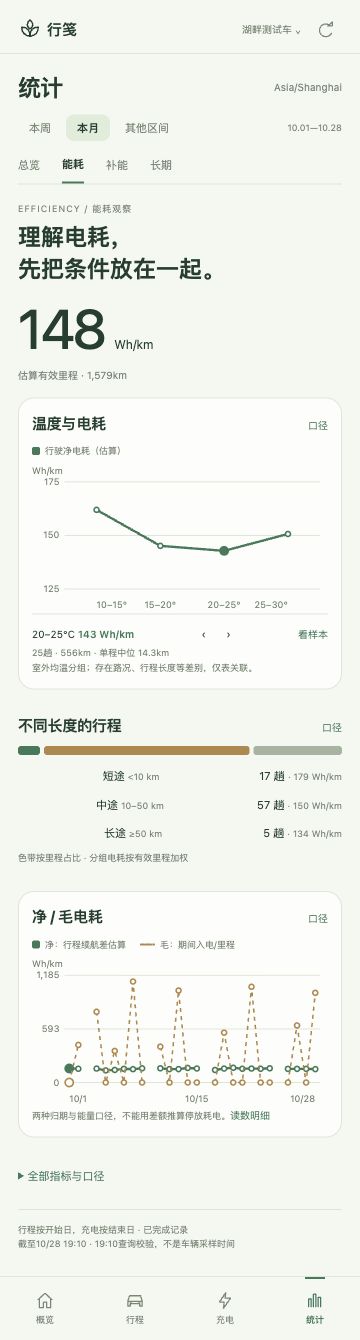 行笺
湖畔测试车
统计
Asia/Shanghai
本周 本月 其他区间 10.01—10.28
总览 能耗 补能 长期
EFFICIENCY / 能耗观察
理解电耗，
先把条件放在一起。
148 Wh/km
估算有效里程 · 1,579km
温度与电耗 口径
行驶净电耗（估算）
Wh/km
175
150
125
10–15° 15–20° 20–25° 25–30°
20–25°C 143 Wh/km ‹ › 看样本
25趟 · 556km · 单程中位 14.3km
室外均温分组；存在路况、行程长度等差别，仅表关联。
不同长度的行程 口径
短途 <10 km 17 趟 · 179 Wh/km
中途 10–50 km 57 趟 · 150 Wh/km
长途 ≥50 km 5 趟 · 134 Wh/km
色带按里程占比 · 分组电耗按有效里程加权
净 / 毛电耗 口径
净：行程续航差估算 毛：期间入电/里程
Wh/km
1,185
593
0
10/1 10/15 10/28
两种归期与能量口径，不能用差额推算停放耗电。读数明细
全部指标与口径
行程按开始日，充电按结束日 · 已完成记录
截至10/28 19:10 · 19:10查询校验，不是车辆采样时间
概览 行程 充电 统计